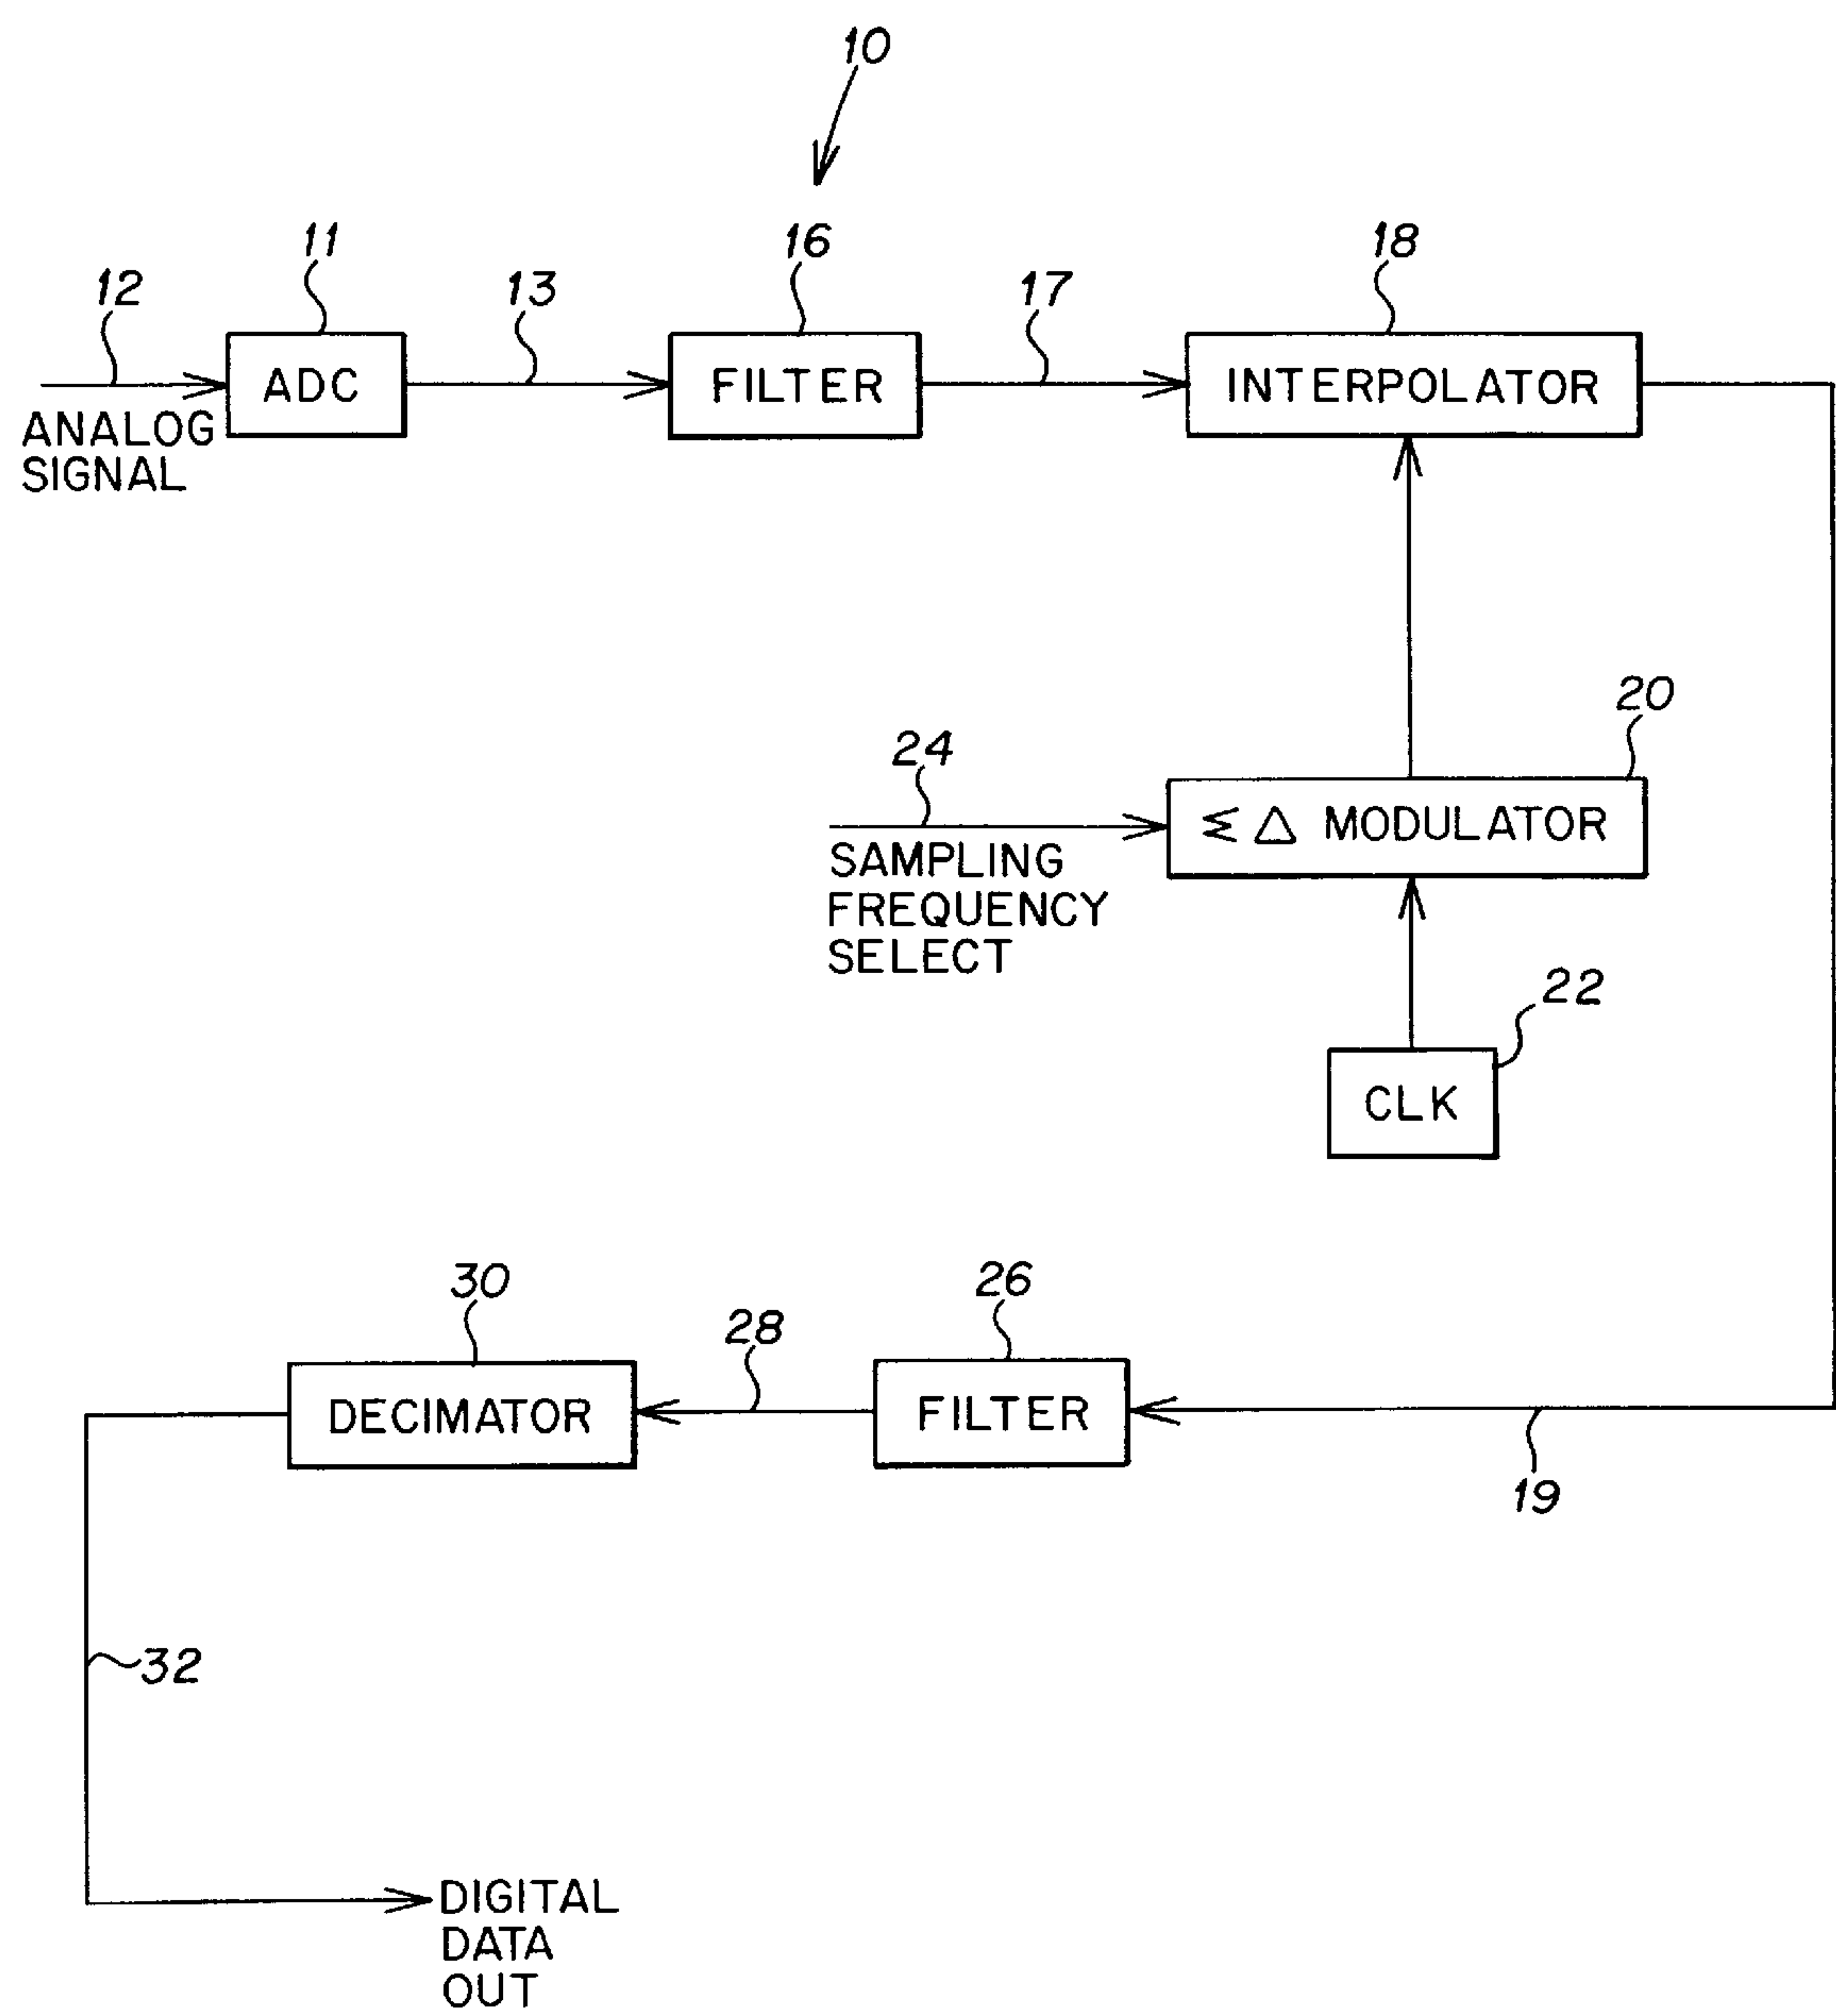 10
11
16
18
12
13
17
ADC
FILTER
INTERPOLATOR
ANALOG
SIGNAL
20
24
ΣΔ MODULATOR
SAMPLING
FREQUENCY
SELECT
22
CLK
30
26
28
DECIMATOR
FILTER
19
32
DIGITAL
DATA
OUT